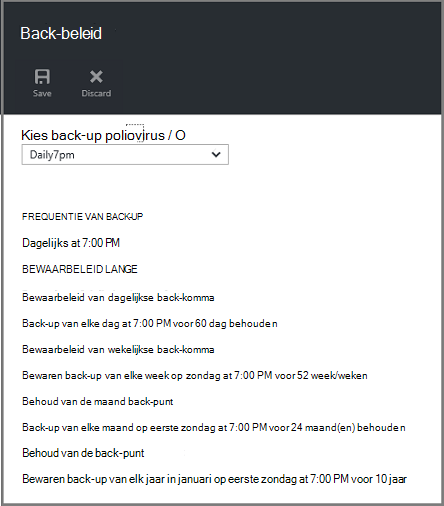 Back-beleid
Save Discard
Kies back-up poliovirus / O
Daily7pm
FREQUENTIE VAN BACK-UP
Dagelijks at 7:00 PM
BEWAARBELEID LANGE
Bewaarbeleid van dagelijkse back-komma
Back-up van elke dag at 7:00 PM voor 60 dag behouden
Bewaarbeleid van wekelijkse back-komma
Bewaren back-up van elke week op zondag at 7:00 PM voor 52 week/weken
Behoud van de maand back-punt
Back-up van elke maand op eerste zondag at 7:00 PM voor 24 maand(en) behouden
Behoud van de back-punt
Bewaren back-up van elk jaar in januari op eerste zondag at 7:00 PM voor 10 jaar